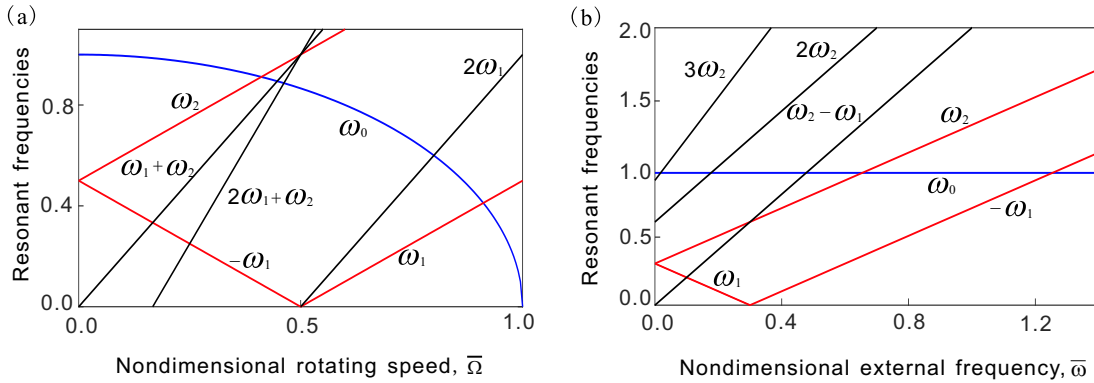 (a)
Resonant frequencies
0.8
0.4
0.0
ω₂
ω₀
2ω₁
ω₁+ω₂
2ω₁+ω₂
−ω₁
ω₁
0.0 0.5 1.0
Nondimensional rotating speed, Ω̅
(b)
Resonant frequencies
2.0
1.5
1.0
0.5
0.0
3ω₂
2ω₂
ω₂−ω₁
ω₂
ω₀
−ω₁
ω₁
0.0 0.4 0.8 1.2
Nondimensional external frequency, ω̅